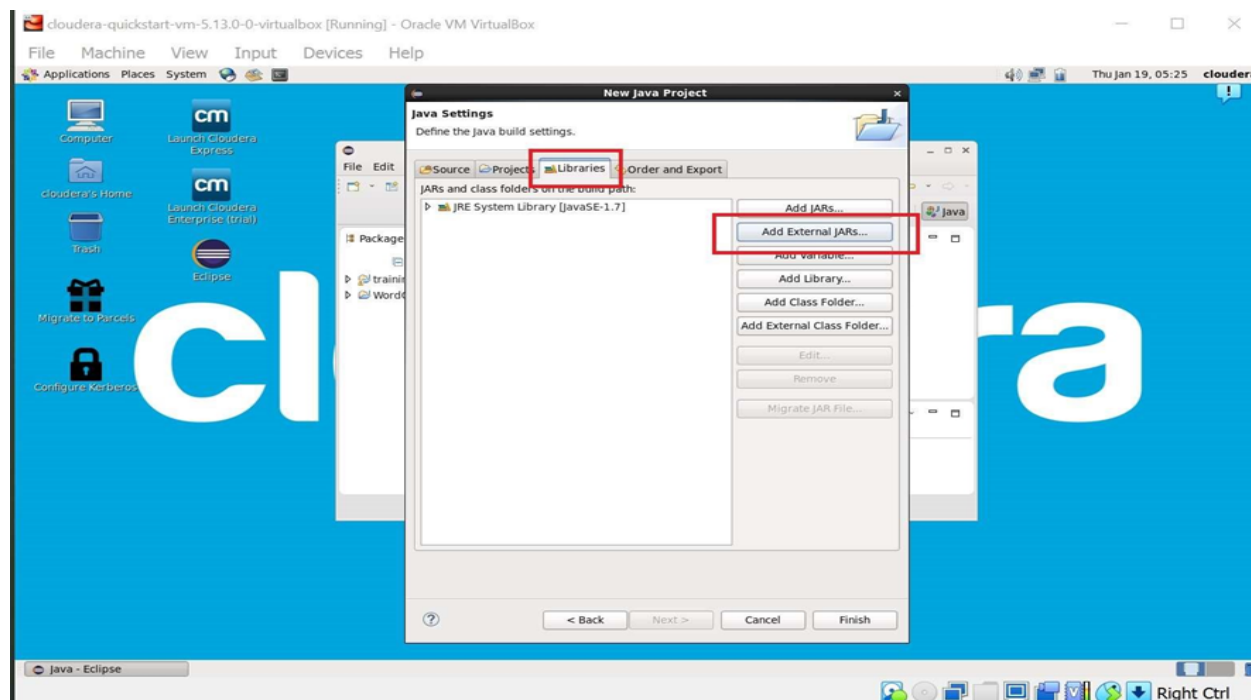 cloudera-quickstart-vm-5.13.0-0-virtualbox [Running] - Oracle VM VirtualBox
File Machine View Input Devices Help
Applications Places System
Thu Jan 19, 05:25 clouder
Computer
Launch Cloudera
Express
cloudera's Home
Launch Cloudera
Enterprise (trial)
Trash
Eclipse
Migrate to Parcels
Configure Kerberos
cm
cm
File Edit
Package
trainin
Java
New Java Project
Java Settings
Define the Java build settings.
Source Projects Libraries Order and Export
JARs and class folders on the build path:
JRE System Library [JavaSE-1.7]
Add JARs...
Add External JARs...
Add Variable...
Add Library...
Add Class Folder...
Add External Class Folder...
Edit...
Remove
Migrate JAR File...
< Back Next > Cancel Finish
Java - Eclipse
Right Ctrl